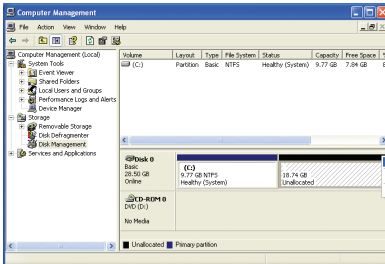 Computer Management
File Action View Window Help
Computer Management (Local)
System Tools
Event Viewer
Shared Folders
Local Users and Groups
Performance Logs and Alerts
Device Manager
Storage
Removable Storage
Disk Defragmenter
Disk Management
Services and Applications
Volume Layout Type File System Status Capacity Free Space %
(C:) Partition Basic NTFS Healthy (System) 9.77 GB 7.84 GB 8
Disk 0
Basic
28.50 GB
Online
(C:)
9.77 GB NTFS
Healthy (System)
18.74 GB
Unallocated
CD-ROM 0
DVD (D:)
No Media
Unallocated Primary partition